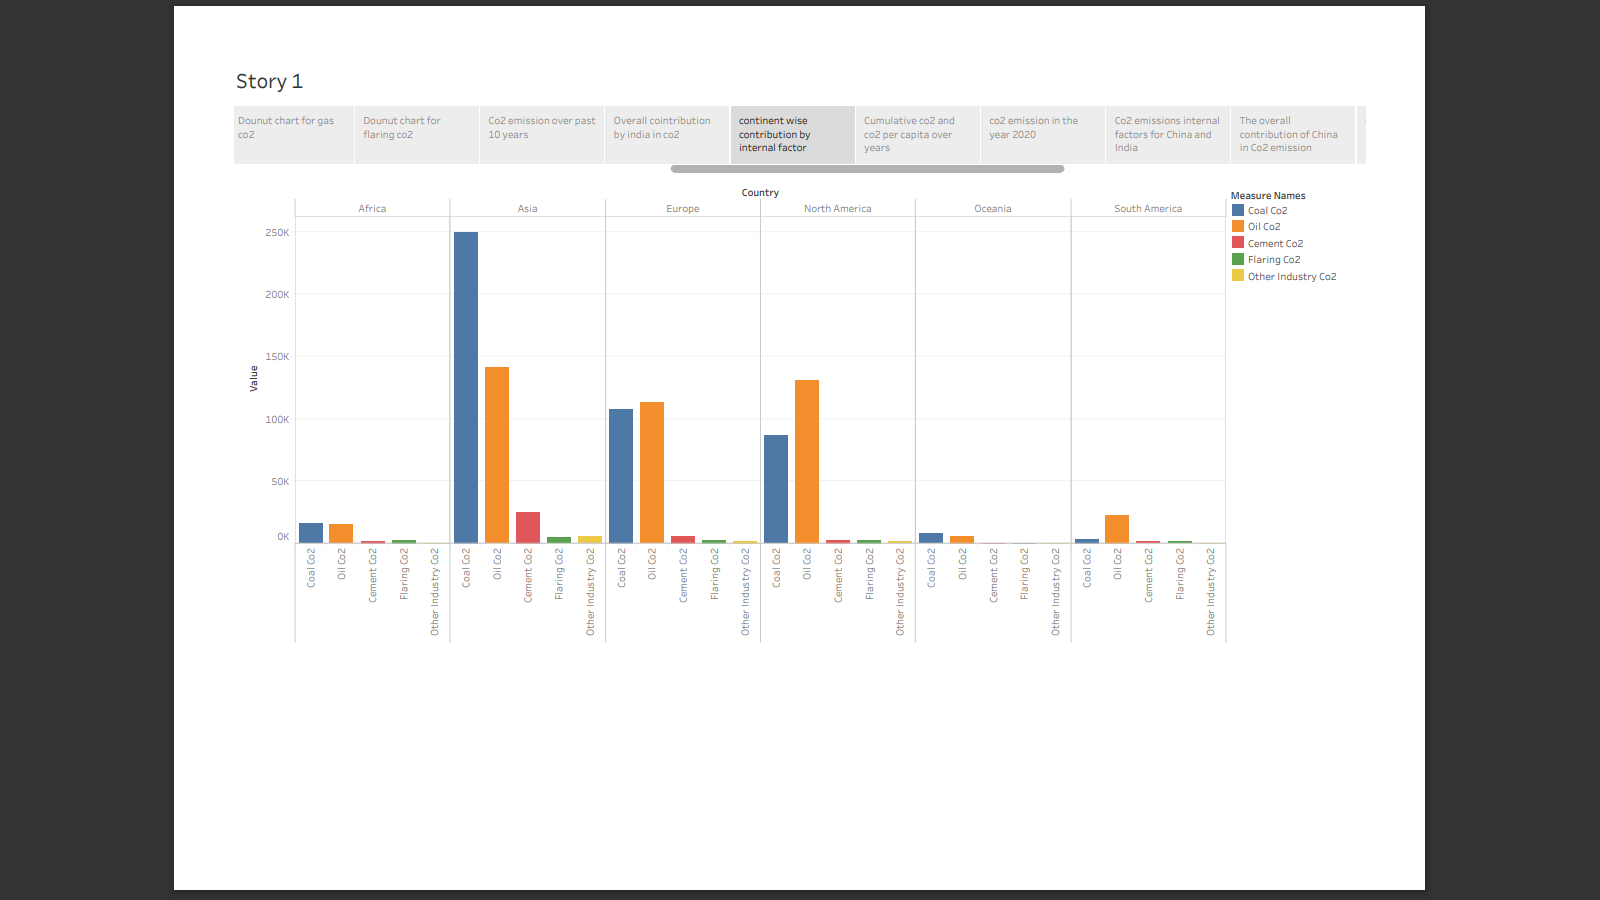 Story 1
Dounut chart for gas
co2
Dounut chart for
flaring co2
Co2 emission over past
10 years
Overall cointribution
by india in co2
continent wise
contribution by
internal factor
Cumulative co2 and
co2 per capita over
years
co2 emission in the
year 2020
Co2 emissions internal
factors for China and
India
The overall
contribution of China
in Co2 emission
Country
Africa
Asia
Europe
North America
Oceania
South America
Measure Names
Coal Co2
Oil Co2
Cement Co2
Flaring Co2
Other Industry Co2
Value
250K
200K
150K
100K
50K
0K
Coal Co2
Oil Co2
Cement Co2
Flaring Co2
Other Industry Co2
Coal Co2
Oil Co2
Cement Co2
Flaring Co2
Other Industry Co2
Coal Co2
Oil Co2
Cement Co2
Flaring Co2
Other Industry Co2
Coal Co2
Oil Co2
Cement Co2
Flaring Co2
Other Industry Co2
Coal Co2
Oil Co2
Cement Co2
Flaring Co2
Other Industry Co2
Coal Co2
Oil Co2
Cement Co2
Flaring Co2
Other Industry Co2